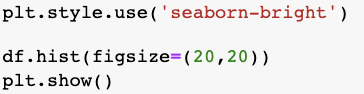 plt.style.use('seaborn-bright')
df.hist(figsize=(20,20))
plt.show()